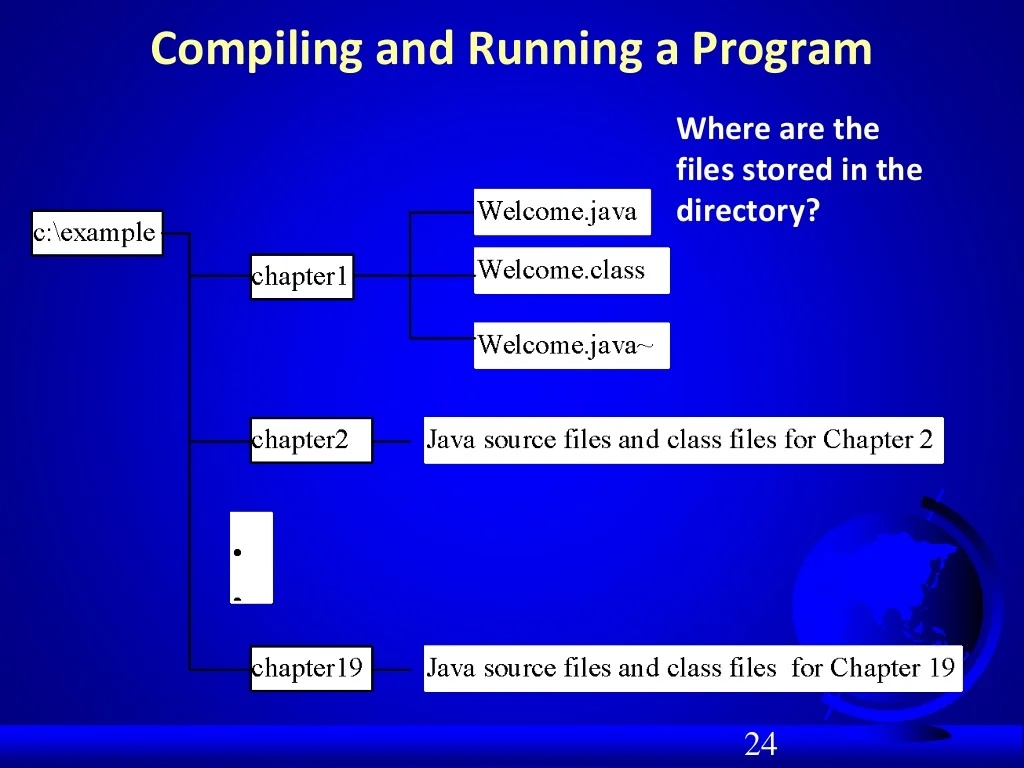 Compiling and Running a Program
Where are the
files stored in the
directory?
c:\example
chapter1
Welcome.java
Welcome.class
Welcome.java~
chapter2
Java source files and class files for Chapter 2
•
•
chapter19
Java source files and class files  for Chapter 19
24